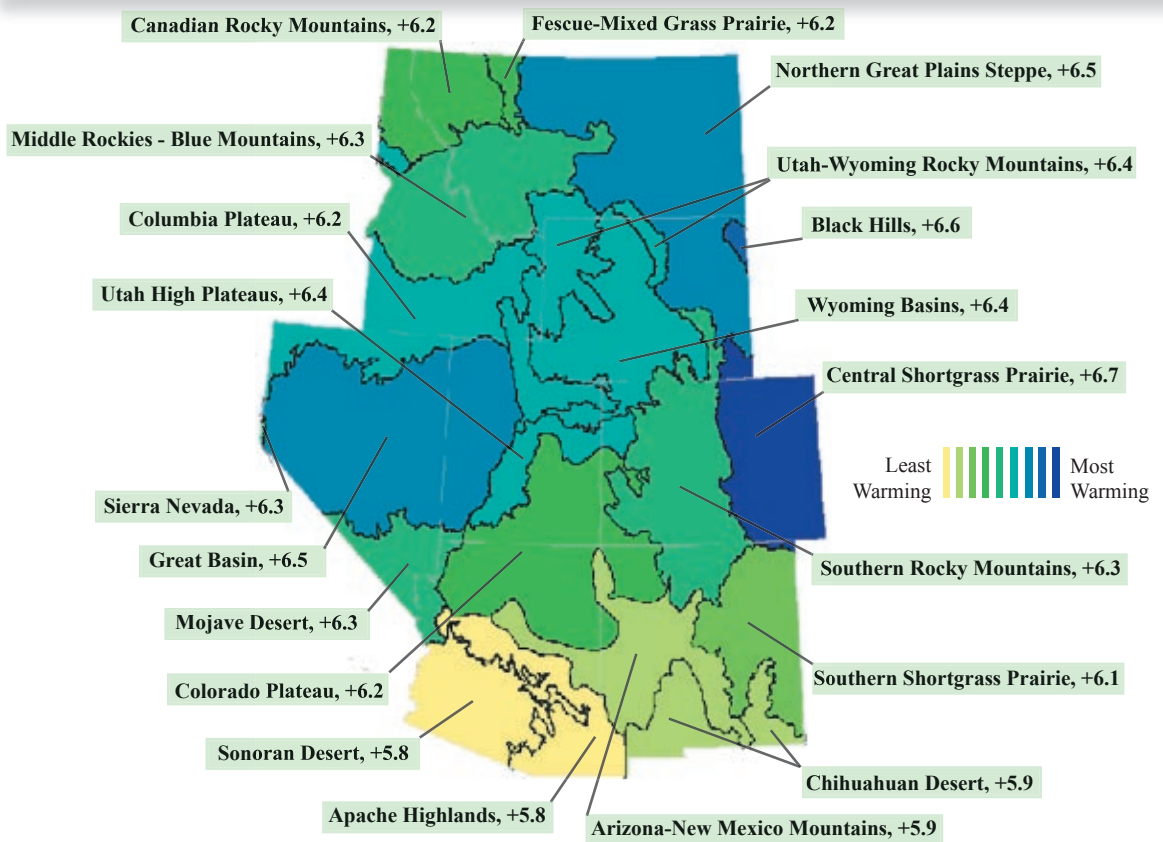 Canadian Rocky Mountains, +6.2
Fescue-Mixed Grass Prairie, +6.2
Northern Great Plains Steppe, +6.5
Middle Rockies - Blue Mountains, +6.3
Utah-Wyoming Rocky Mountains, +6.4
Columbia Plateau, +6.2
Black Hills, +6.6
Utah High Plateaus, +6.4
Wyoming Basins, +6.4
Central Shortgrass Prairie, +6.7
Least
Warming
Most
Warming
Sierra Nevada, +6.3
Great Basin, +6.5
Southern Rocky Mountains, +6.3
Mojave Desert, +6.3
Colorado Plateau, +6.2
Southern Shortgrass Prairie, +6.1
Sonoran Desert, +5.8
Chihuahuan Desert, +5.9
Apache Highlands, +5.8
Arizona-New Mexico Mountains, +5.9